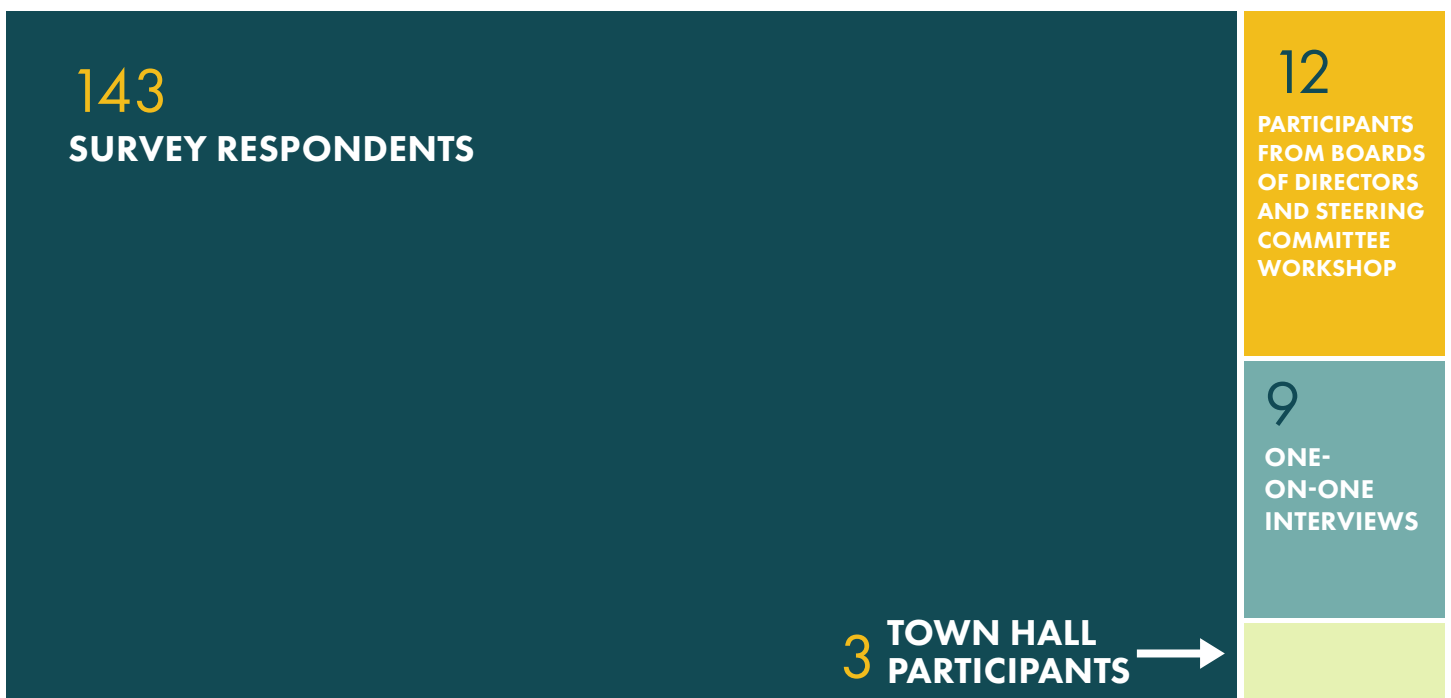 143
SURVEY RESPONDENTS
12
PARTICIPANTS
FROM BOARDS
OF DIRECTORS
AND STEERING
COMMITTEE
WORKSHOP
9
ONE-
ON-ONE
INTERVIEWS
3
TOWN HALL
PARTICIPANTS